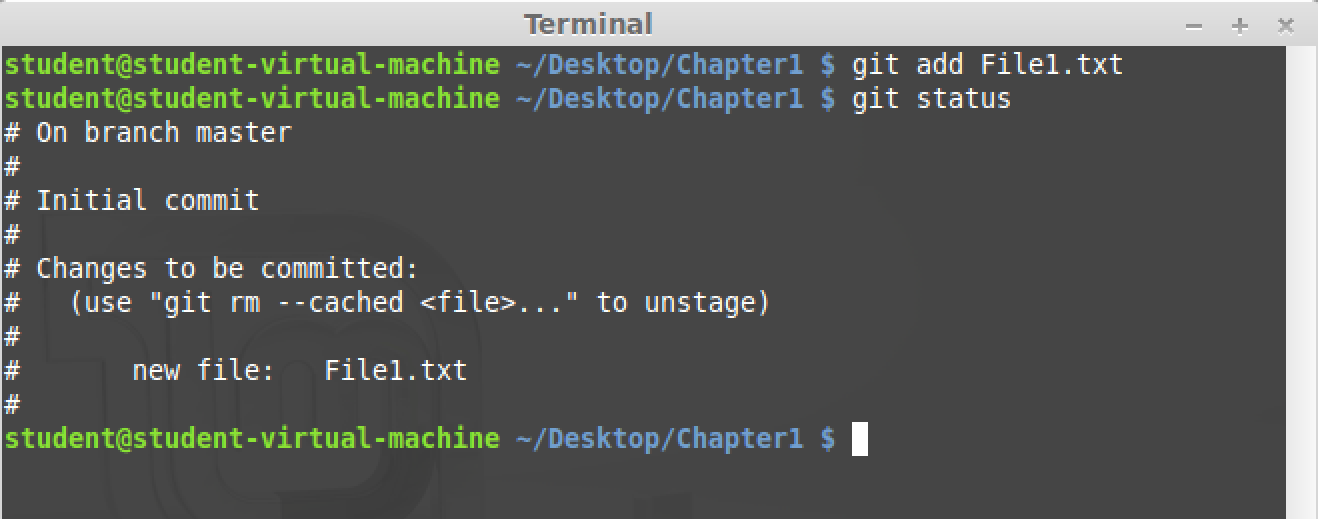 Terminal
student@student-virtual-machine ~/Desktop/Chapter1 $ git add File1.txt
student@student-virtual-machine ~/Desktop/Chapter1 $ git status
# On branch master
#
# Initial commit
#
# Changes to be committed:
#   (use "git rm --cached <file>..." to unstage)
#
#       new file:   File1.txt
#
student@student-virtual-machine ~/Desktop/Chapter1 $